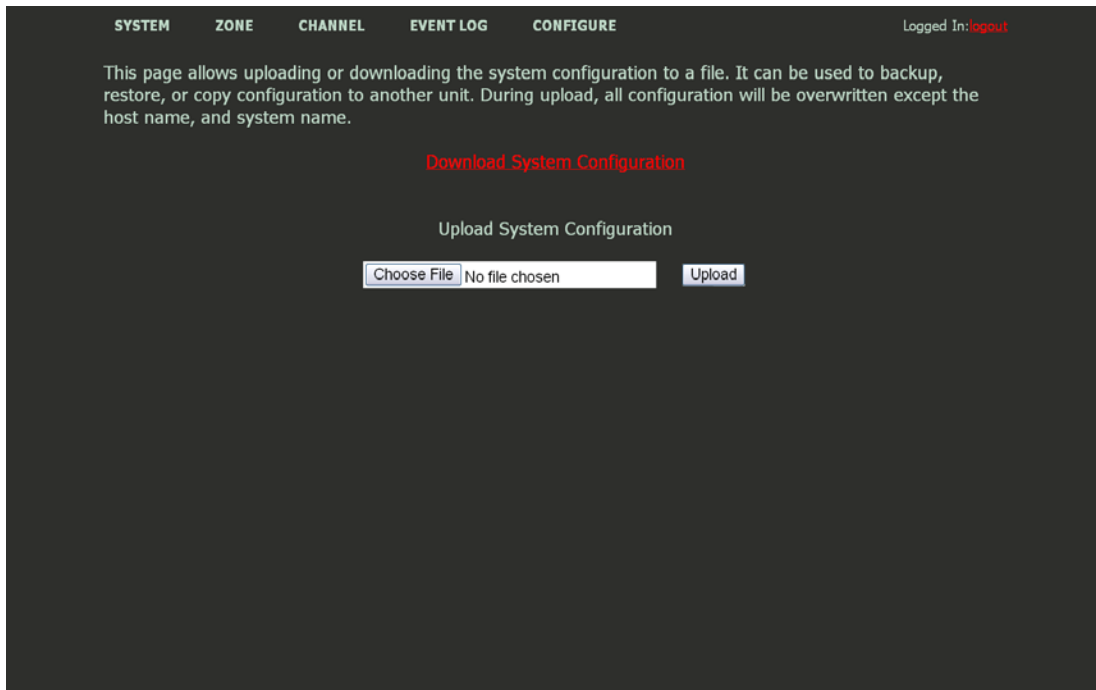 SYSTEM ZONE CHANNEL EVENT LOG CONFIGURE Logged In:logout
This page allows uploading or downloading the system configuration to a file. It can be used to backup,
restore, or copy configuration to another unit. During upload, all configuration will be overwritten except the
host name, and system name.
Download System Configuration
Upload System Configuration
Choose File No file chosen Upload